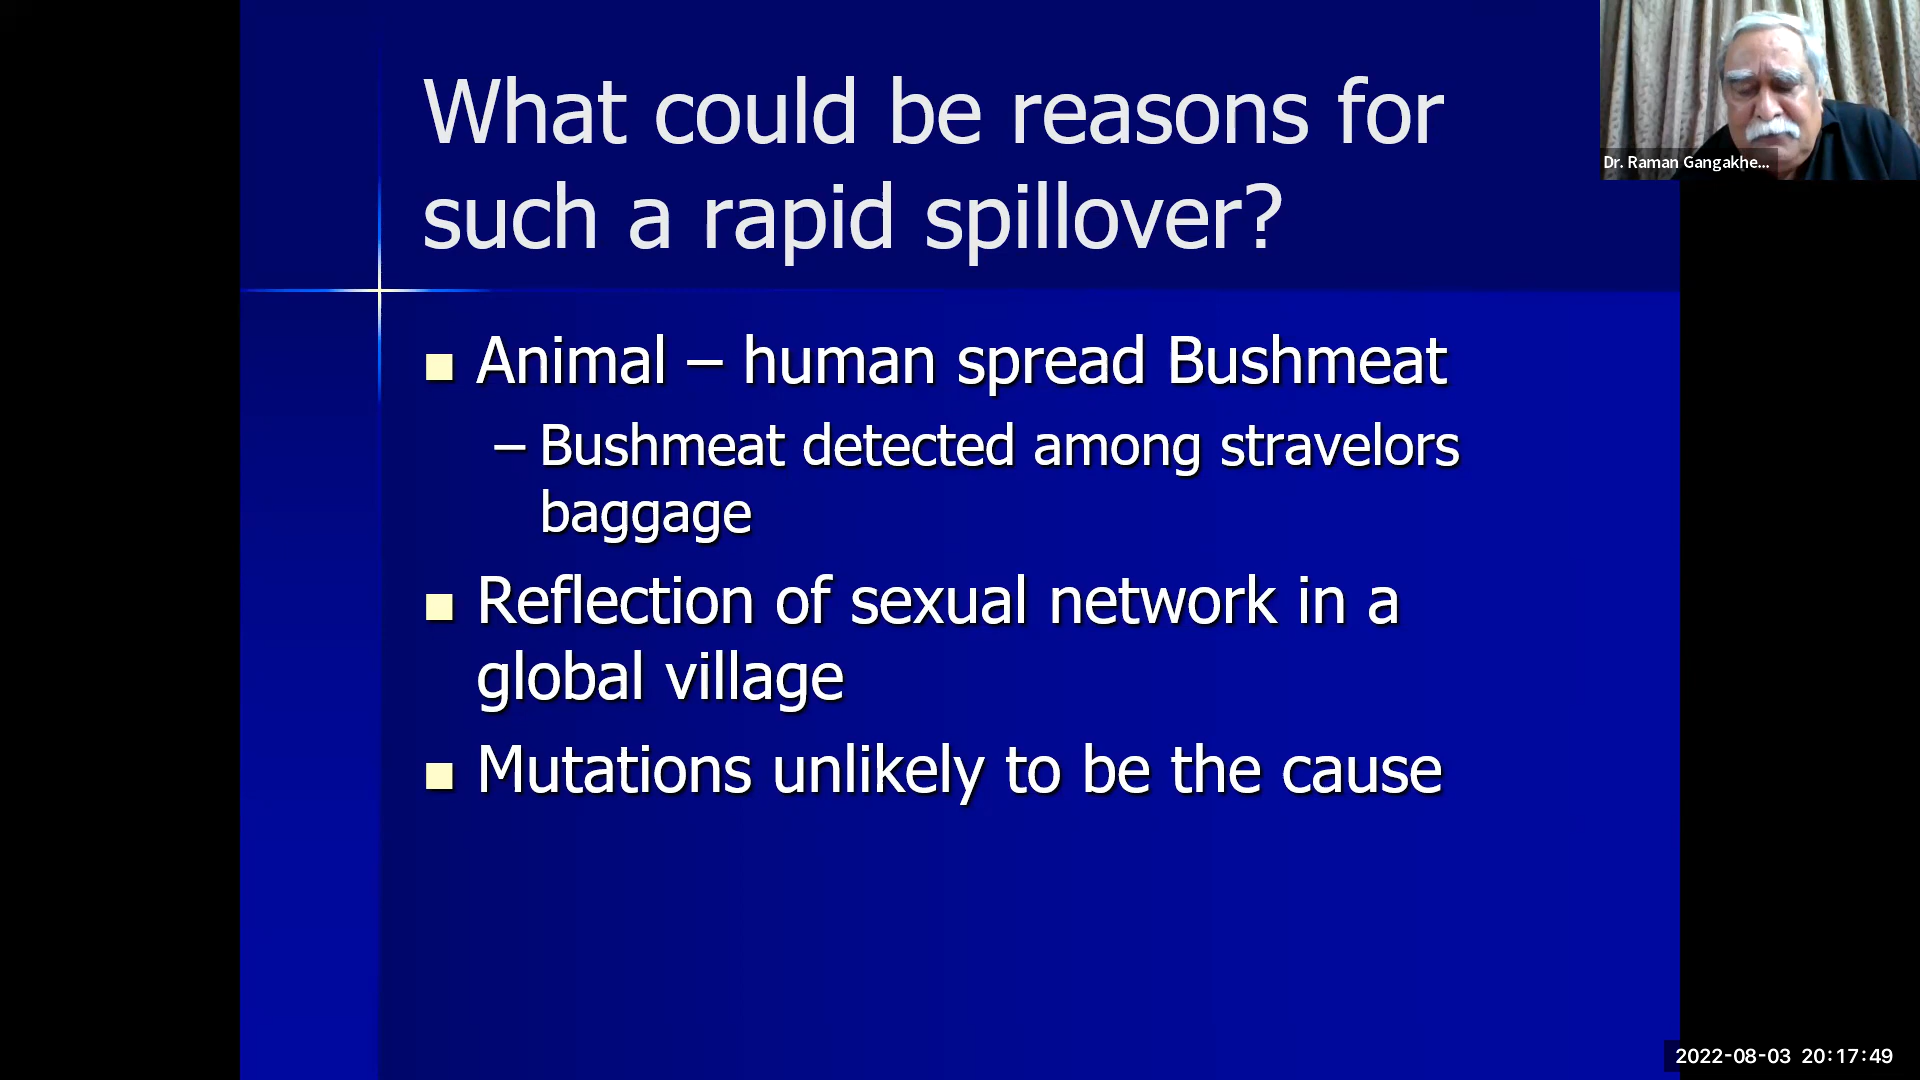 What could be reasons for
such a rapid spillover?
Animal – human spread Bushmeat
– Bushmeat detected among stravelors
baggage
Reflection of sexual network in a
global village
Mutations unlikely to be the cause
Dr. Raman Gangakhe...
2022-08-03 20:17:49